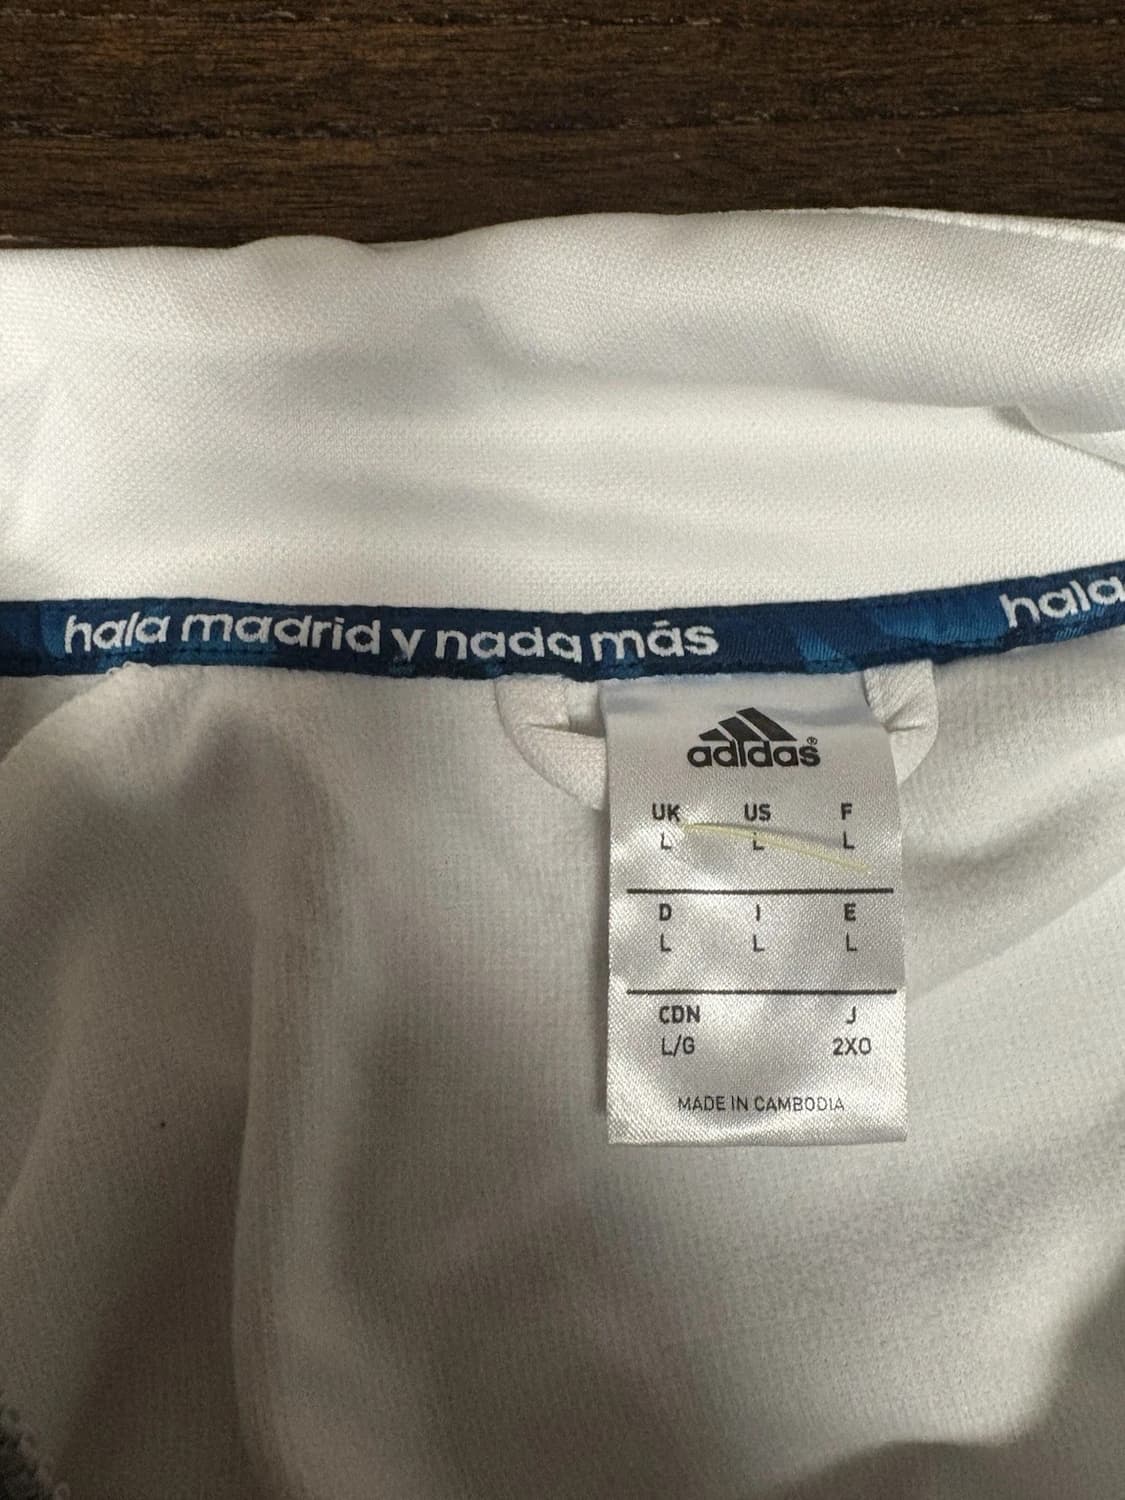 hala madrid y nada más
hala
adidas®
UK US F
L L L
D I E
L L L
CDN J
L/G 2XO
MADE IN CAMBODIA